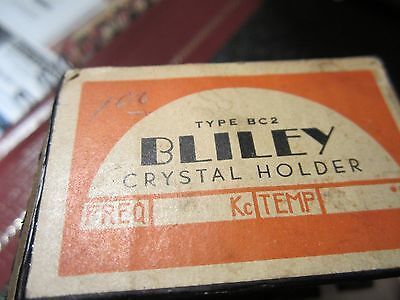 TYPE BC2
BLILEY
CRYSTAL HOLDER
FREQ Kc TEMP